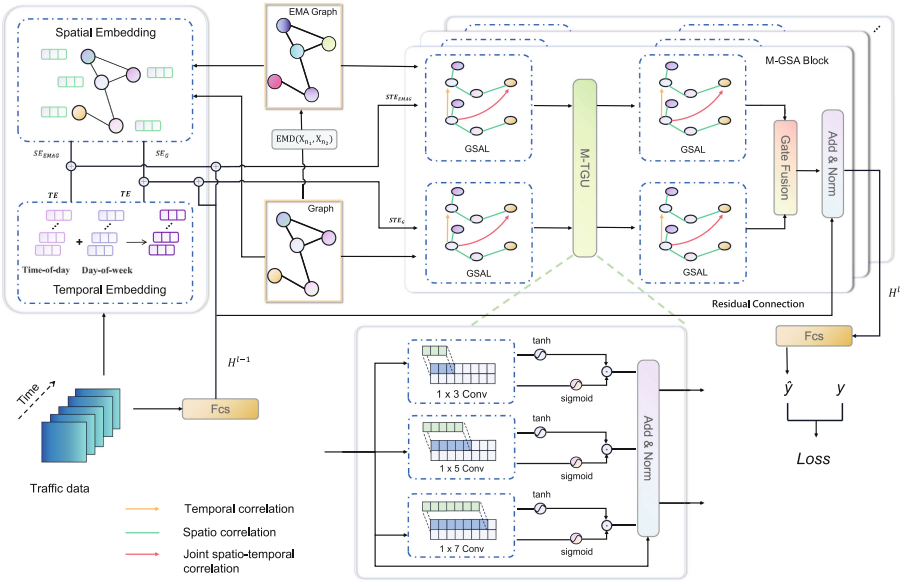 Spatial Embedding
SE_EMAG
SE_G
TE
TE
Time-of-day
+
Day-of-week
Temporal Embedding
EMA Graph
EMD(X_n1, X_n2)
Graph
STE_EMAG
STE_G
GSAL
GSAL
M-TGU
GSAL
GSAL
M-GSA Block
Gate Fusion
Add & Norm
Residual Connection
H^l
H^{l-1}
Time
Traffic data
Fcs
Fcs
ŷ
y
Loss
1 x 3 Conv
tanh
sigmoid
1 x 5 Conv
tanh
sigmoid
1 x 7 Conv
tanh
sigmoid
Add & Norm
Temporal correlation
Spatio correlation
Joint spatio-temporal
correlation